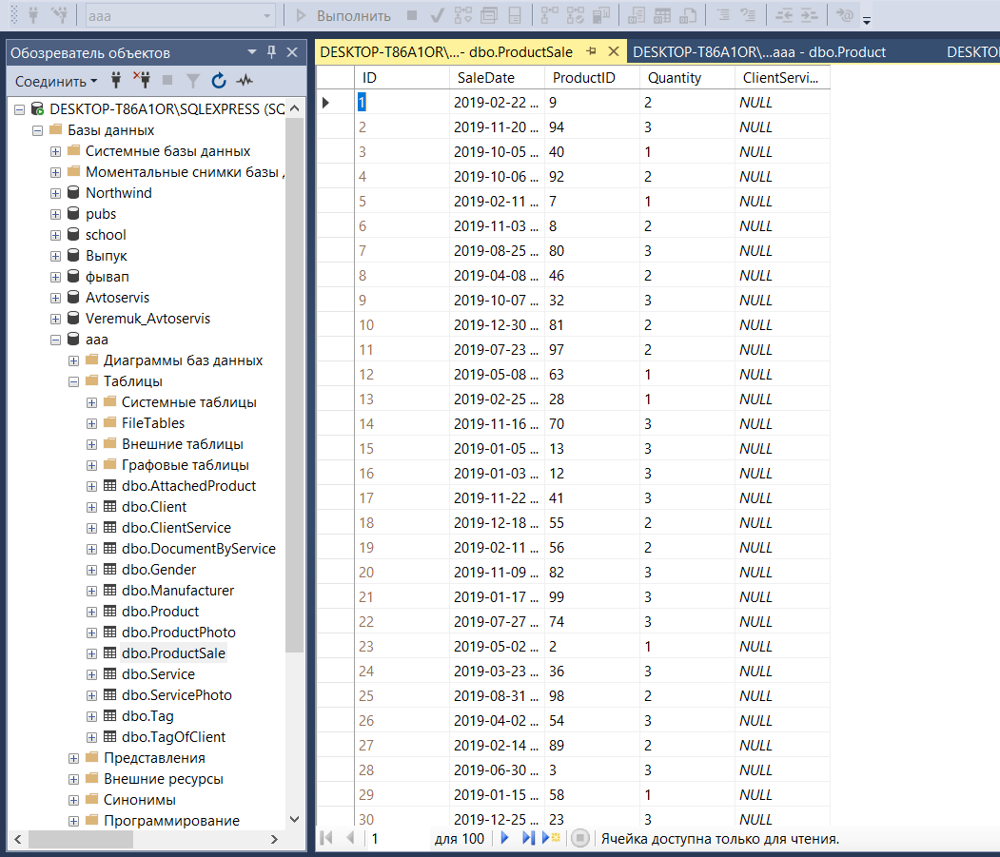 aaa Выполнить
Обозреватель объектов
Соединить
DESKTOP-T86A1OR\SQLEXPRESS (SQ
Базы данных
Системные базы данных
Моментальные снимки базы
Northwind
pubs
school
Выпук
фывап
Avtoservis
Veremuk_Avtoservis
aaa
Диаграммы баз данных
Таблицы
Системные таблицы
FileTables
Внешние таблицы
Графовые таблицы
dbo.AttachedProduct
dbo.Client
dbo.ClientService
dbo.DocumentByService
dbo.Gender
dbo.Manufacturer
dbo.Product
dbo.ProductPhoto
dbo.ProductSale
dbo.Service
dbo.ServicePhoto
dbo.Tag
dbo.TagOfClient
Представления
Внешние ресурсы
Синонимы
Программирование
DESKTOP-T86A1OR\...- dbo.ProductSale DESKTOP-T86A1OR\...aaa - dbo.Product DESKTO
ID SaleDate ProductID Quantity ClientServi...
1 2019-02-22 ... 9 2 NULL
2 2019-11-20 ... 94 3 NULL
3 2019-10-05 ... 40 1 NULL
4 2019-10-06 ... 92 2 NULL
5 2019-02-11 ... 7 1 NULL
6 2019-11-03 ... 8 2 NULL
7 2019-08-25 ... 80 3 NULL
8 2019-04-08 ... 46 2 NULL
9 2019-10-07 ... 32 3 NULL
10 2019-12-30 ... 81 2 NULL
11 2019-07-23 ... 97 2 NULL
12 2019-05-08 ... 63 1 NULL
13 2019-02-25 ... 28 1 NULL
14 2019-11-16 ... 70 3 NULL
15 2019-01-05 ... 13 3 NULL
16 2019-01-03 ... 12 3 NULL
17 2019-11-22 ... 41 3 NULL
18 2019-12-18 ... 55 2 NULL
19 2019-02-11 ... 56 2 NULL
20 2019-11-09 ... 82 3 NULL
21 2019-01-17 ... 99 3 NULL
22 2019-07-27 ... 74 3 NULL
23 2019-05-02 ... 2 1 NULL
24 2019-03-23 ... 36 3 NULL
25 2019-08-31 ... 98 2 NULL
26 2019-04-02 ... 54 3 NULL
27 2019-02-14 ... 89 2 NULL
28 2019-06-30 ... 3 3 NULL
29 2019-01-15 ... 58 1 NULL
30 2019-12-25 ... 23 3 NULL
1 для 100 Ячейка доступна только для чтения.